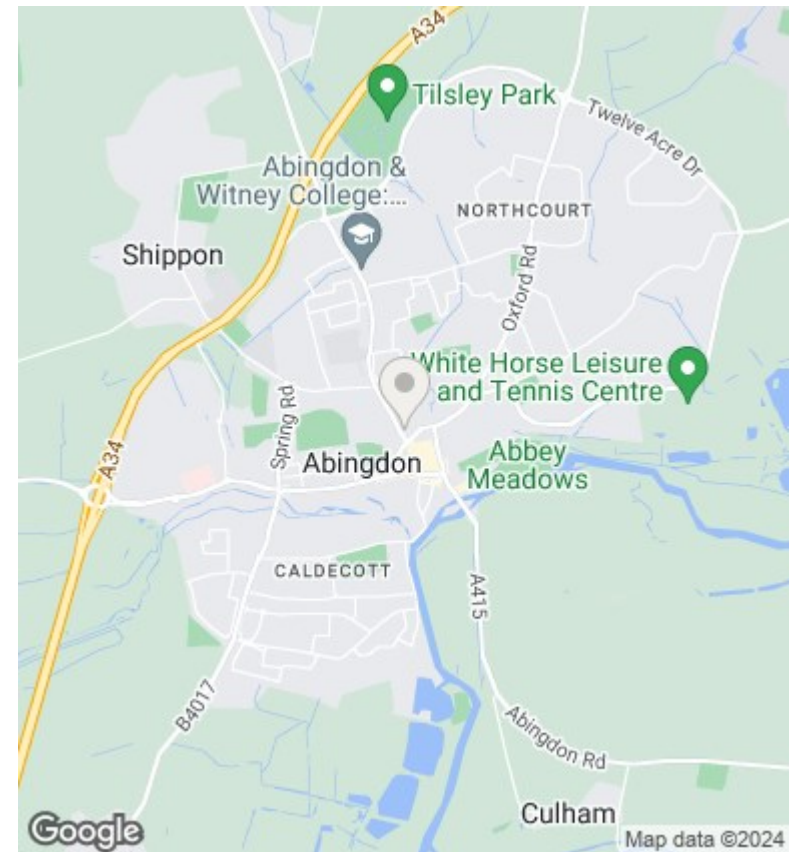 A34
Tilsley Park
Twelve Acre Dr
Abingdon &
Witney College:...
NORTHCOURT
Shippon
Oxford Rd
White Horse Leisure
and Tennis Centre
Spring Rd
A34
Abingdon
Abbey
Meadows
CALDECOTT
A415
B4017
Abingdon Rd
Culham
Google
Map data ©2024